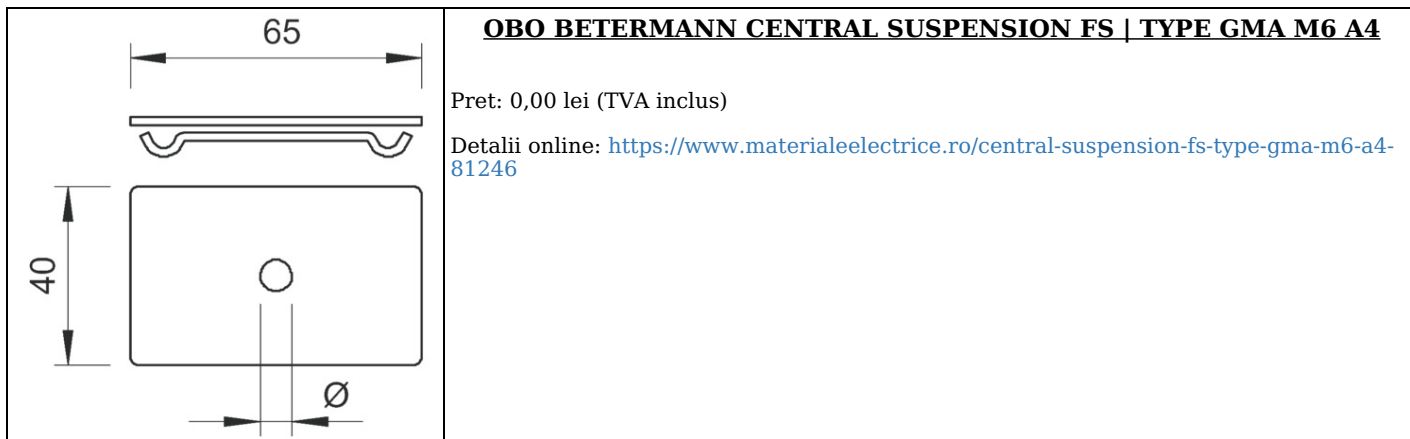 65
40
Ø
OBO BETERMANN CENTRAL SUSPENSION FS | TYPE GMA M6 A4
Pret: 0,00 lei (TVA inclus)
Detalii online: https://www.materialeelectrice.ro/central-suspension-fs-type-gma-m6-a4-
81246